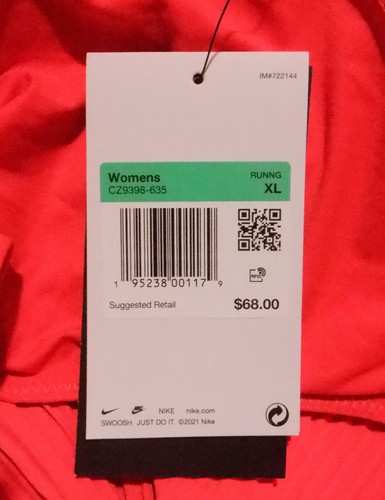 IM#722144
Womens RUNNG
CZ9398-635 XL
1 95238 00117 9
RFID
Suggested Retail $68.00
NIKE nike.com
SWOOSH JUST DO IT ©2021 Nike